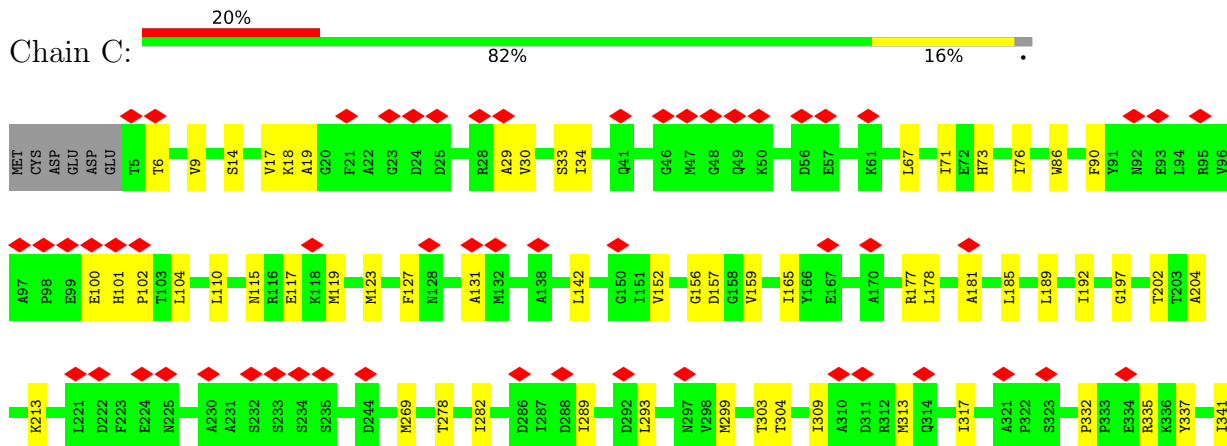 20%
Chain C:
82% 16% •
MET CYS ASP GLU ASP GLU T5 T6 V9 S14 V17 K18 A19 G20 F21 A22 G23 D24 D25 R28 A29 V30 S33 I34 Q41 G46 M47 G48 Q49 K50 D56 E57 K61 L67 I71 E72 H73 I76 W86 F90 Y91 N92 E93 L94 R95 V96
A97 P98 E99 E100 H101 P102 T103 L104 L110 N115 R116 E117 K118 M119 M123 F127 N128 A131 M132 A138 L142 G150 I151 V152 G156 D157 G158 V159 I165 Y166 E167 A170 R177 L178 A181 L185 L189 I192 G197 T202 T203 A204
K213 L221 D222 F223 E224 N225 A230 A231 S232 S233 S234 S235 D244 M269 T278 I282 D286 I287 D288 I289 D292 L293 N297 V298 M299 T303 T304 I309 A310 D311 R312 M313 Q314 I317 A321 P322 S323 P332 P333 E334 R335 K336 Y337 I341